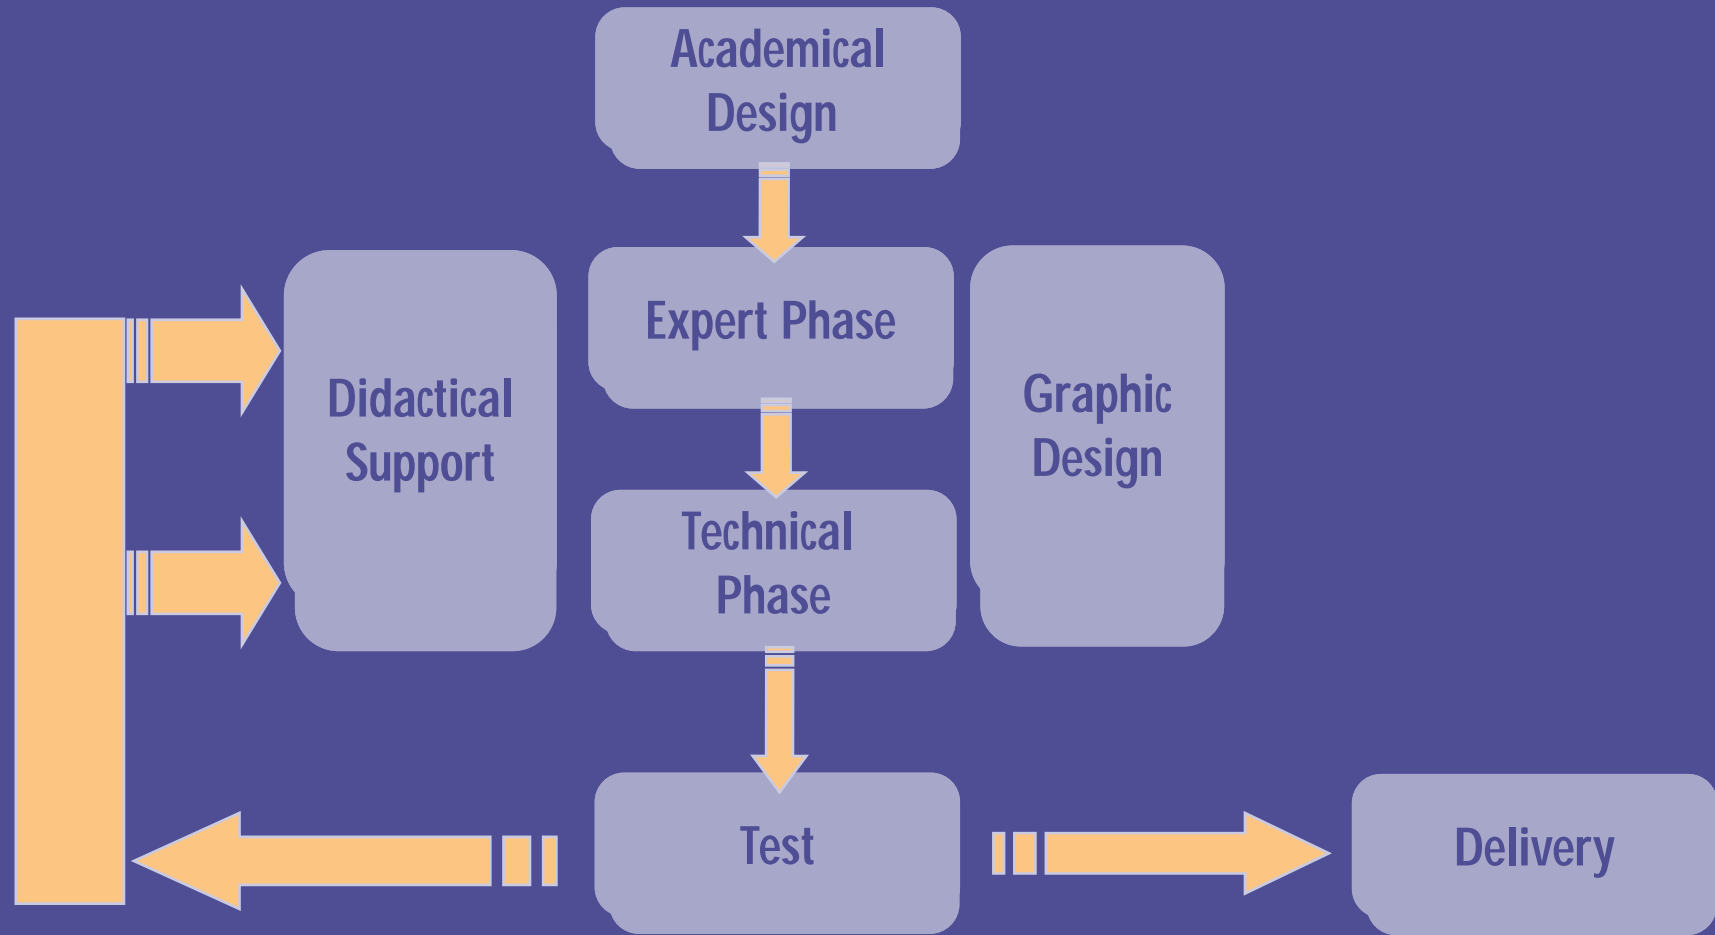 Academical
Design
Expert Phase
Didactical
Support
Graphic
Design
Technical
Phase
Test
Delivery